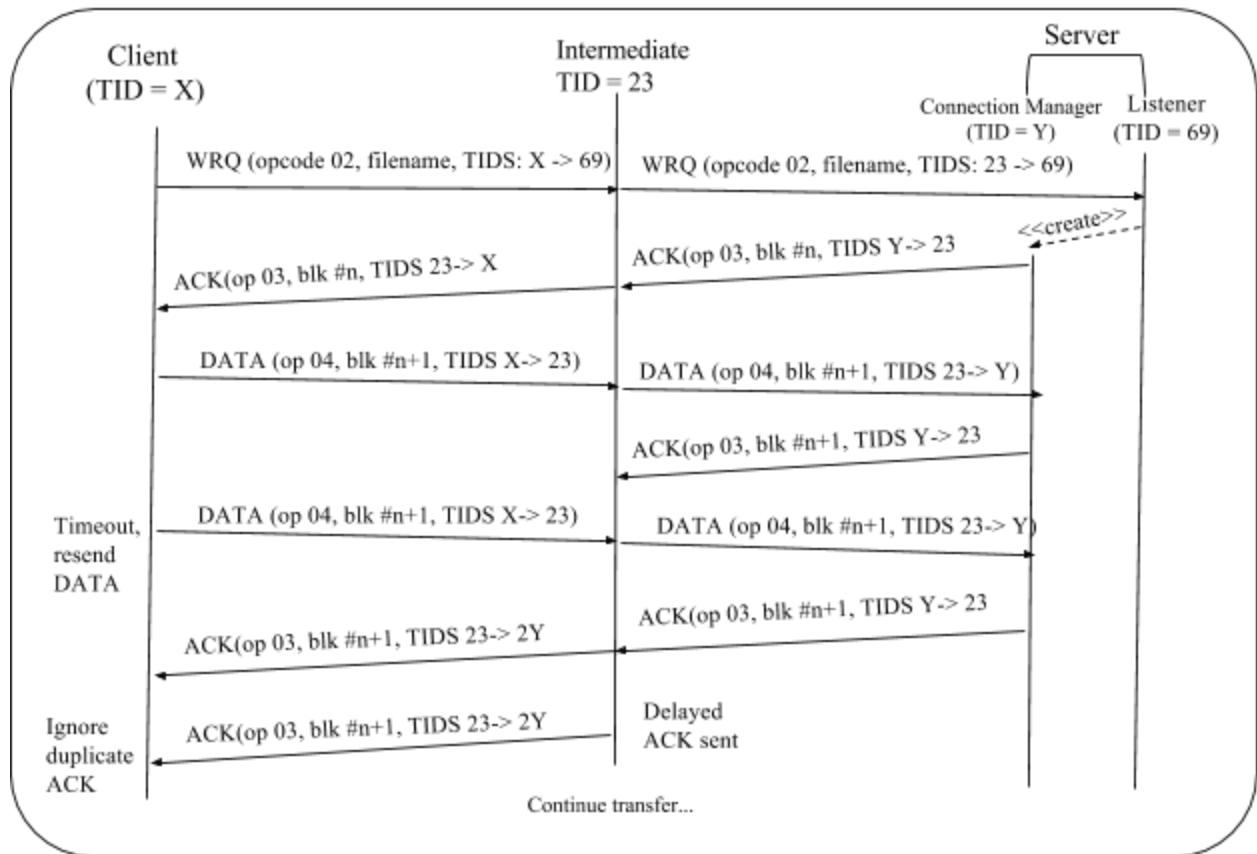 Client
(TID = X)
Intermediate
TID = 23
Server
Connection Manager
(TID = Y)
Listener
(TID = 69)
WRQ (opcode 02, filename, TIDS: X -> 69)
WRQ (opcode 02, filename, TIDS: 23 -> 69)
<<create>>
ACK(op 03, blk #n, TIDS Y-> 23
ACK(op 03, blk #n, TIDS 23-> X
DATA (op 04, blk #n+1, TIDS X-> 23)
DATA (op 04, blk #n+1, TIDS 23-> Y)
ACK(op 03, blk #n+1, TIDS Y-> 23
Timeout,
resend
DATA
DATA (op 04, blk #n+1, TIDS X-> 23)
DATA (op 04, blk #n+1, TIDS 23-> Y)
ACK(op 03, blk #n+1, TIDS Y-> 23
ACK(op 03, blk #n+1, TIDS 23-> 2Y
Ignore
duplicate
ACK
ACK(op 03, blk #n+1, TIDS 23-> 2Y
Delayed
ACK sent
Continue transfer...